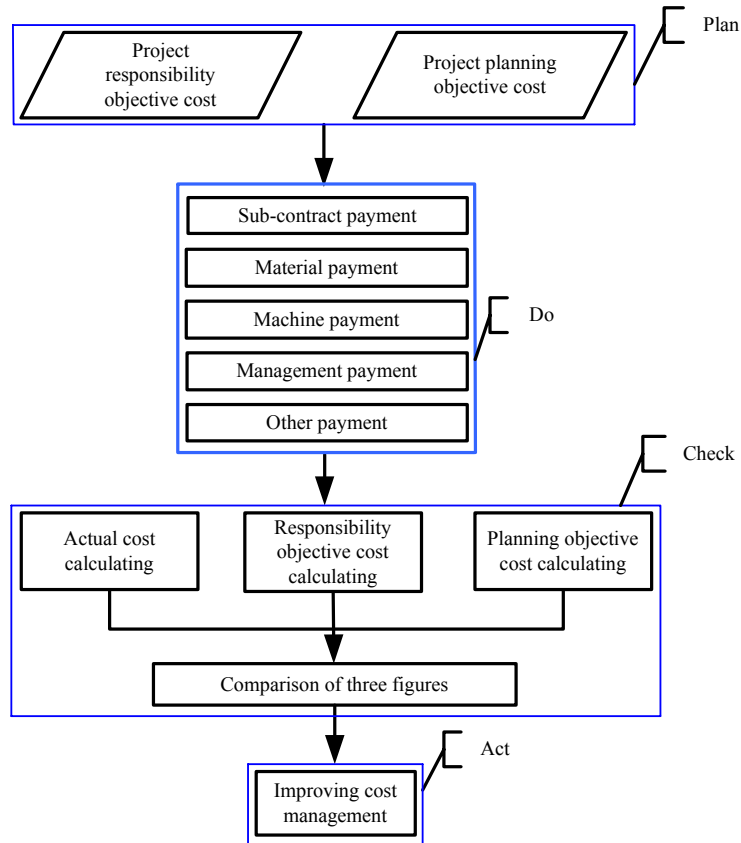 Plan
Project
responsibility
objective cost
Project planning
objective cost
Sub-contract payment
Material payment
Machine payment
Do
Management payment
Other payment
Check
Actual cost
calculating
Responsibility
objective cost
calculating
Planning objective
cost calculating
Comparison of three figures
Act
Improving cost
management